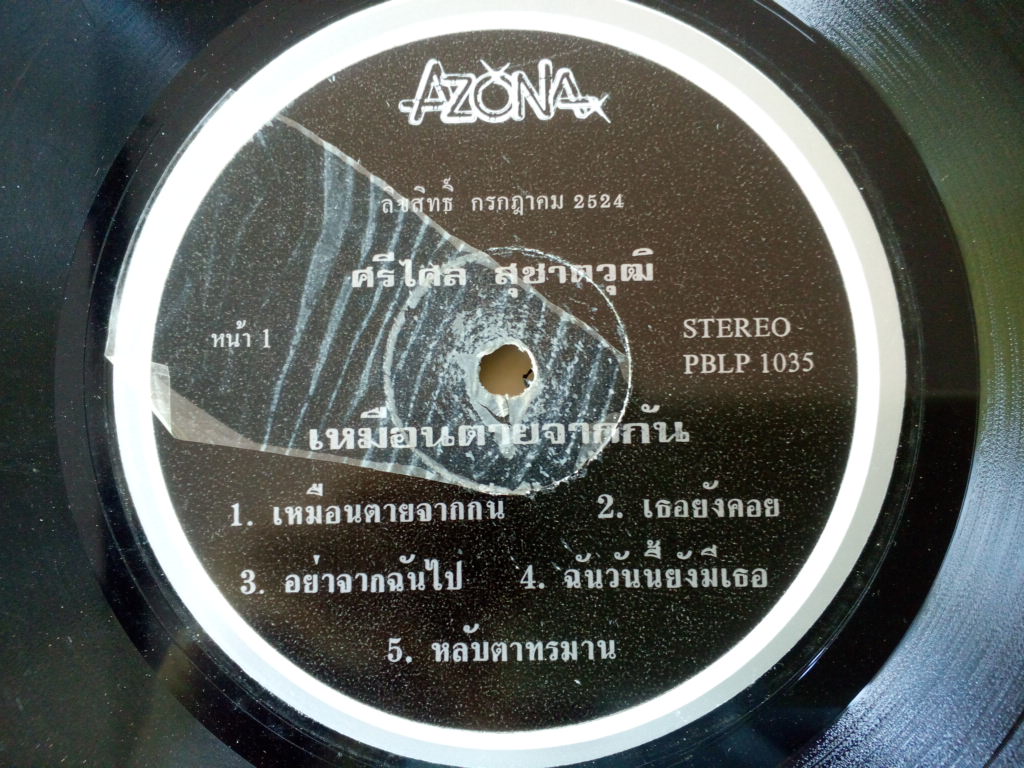 AZONA
ลิขสิทธิ์ กรกฎาคม 2524
ศรีไศล สุชาตวุฒิ
หน้า 1
STEREO
PBLP 1035
เหมือนตายจากกัน
1. เหมือนตายจากกัน 2. เธอยังคอย
3. อย่าจากฉันไป 4. ฉันวันนี้ยังมีเธอ
5. หลับตาทรมาน